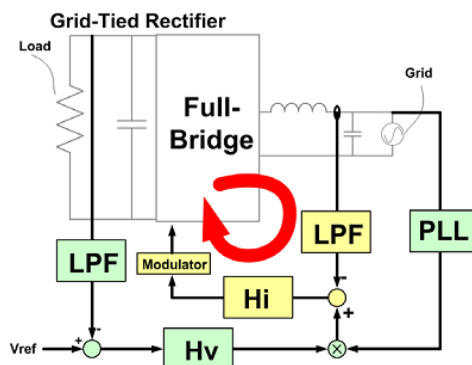 Grid-Tied Rectifier
Load
Grid
Full-
Bridge
LPF
LPF
PLL
Modulator
Hi
-
+
-
+
Vref
Hv
×